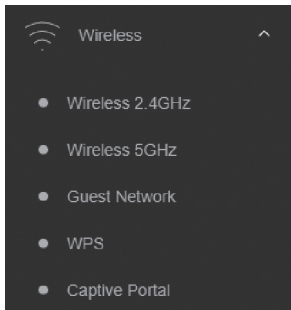 Wireless
Wireless 2.4GHz
Wireless 5GHz
Guest Network
WPS
Captive Portal